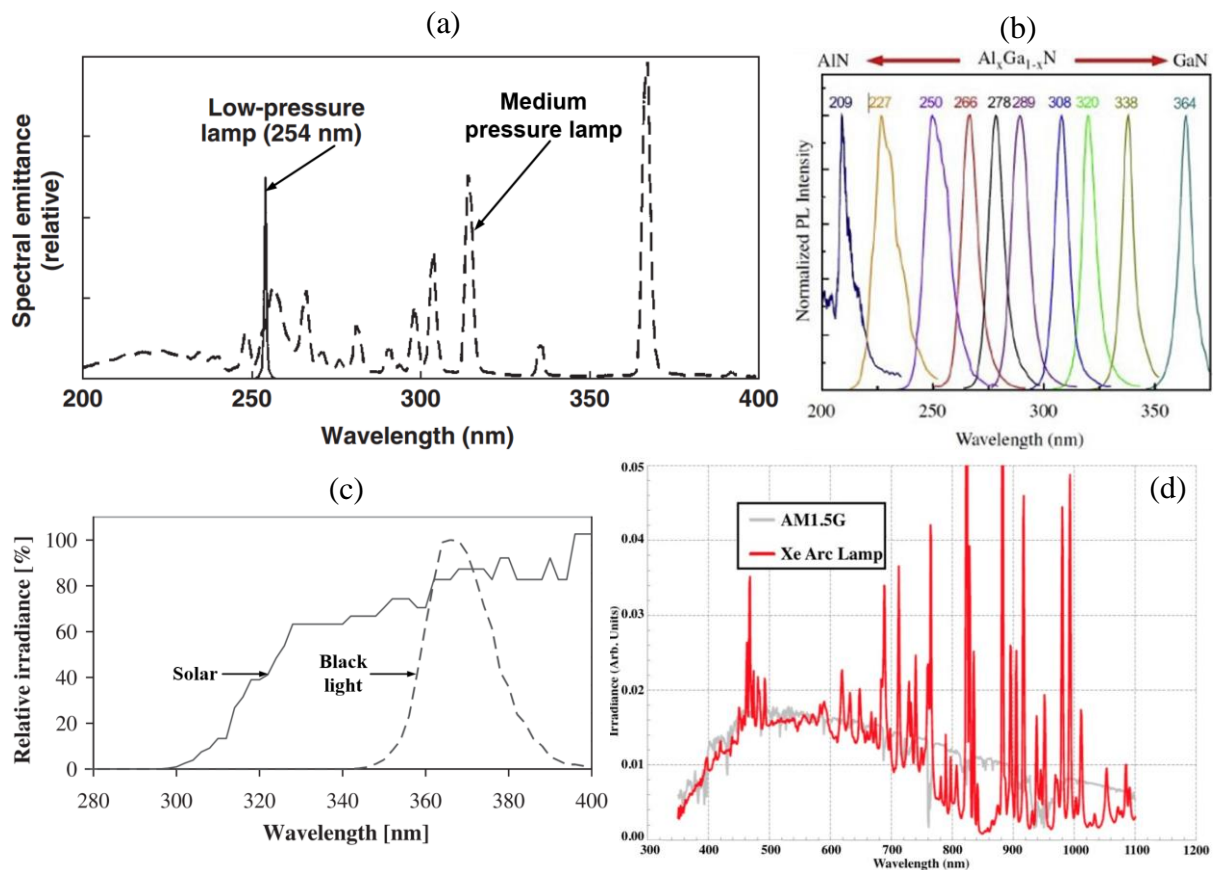 (a)
Low-pressure
lamp (254 nm)
Medium
pressure lamp
Spectral emittance
(relative)
200 250 300 350 400
Wavelength (nm)
(b)
AlN AlxGa1-xN GaN
209 227 250 266 278 289 308 320 338 364
Normalized PL Intensity
200 250 300 350
Wavelength (nm)
(c)
Relative irradiance [%]
100
80
60
40
20
0
Solar
Black
light
280 300 320 340 360 380 400
Wavelength [nm]
(d)
AM1.5G
Xe Arc Lamp
Irradiance (Arb. Units)
0.05
0.04
0.03
0.02
0.01
0.00
300 400 500 600 700 800 900 1000 1100 1200
Wavelength (nm)